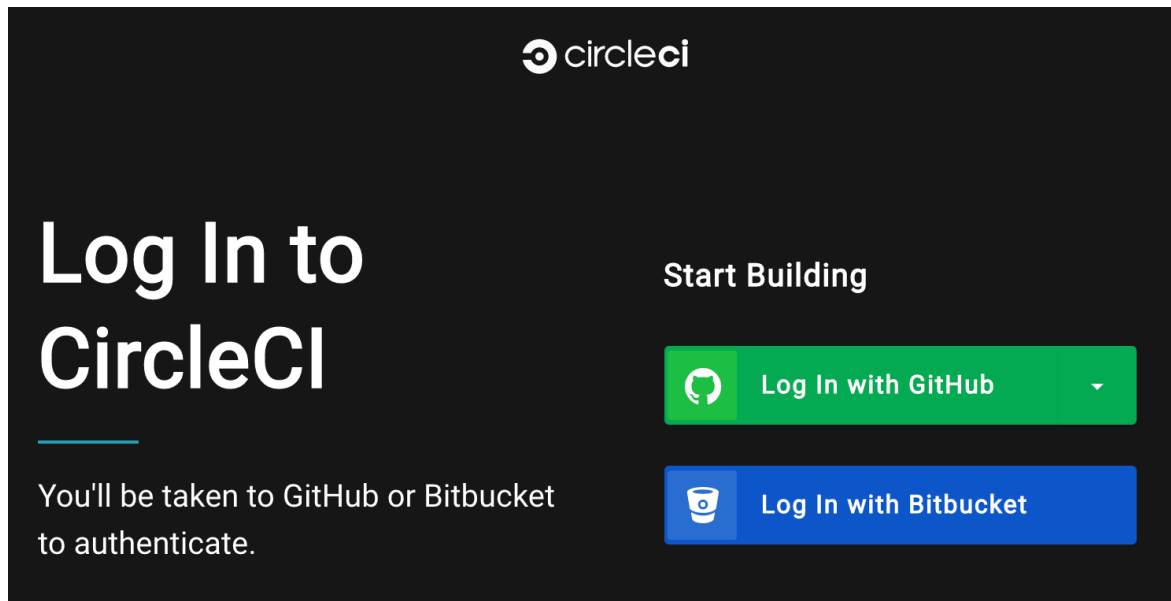 circleci
Log In to
CircleCI
You'll be taken to GitHub or Bitbucket
to authenticate.
Start Building
Log In with GitHub
Log In with Bitbucket